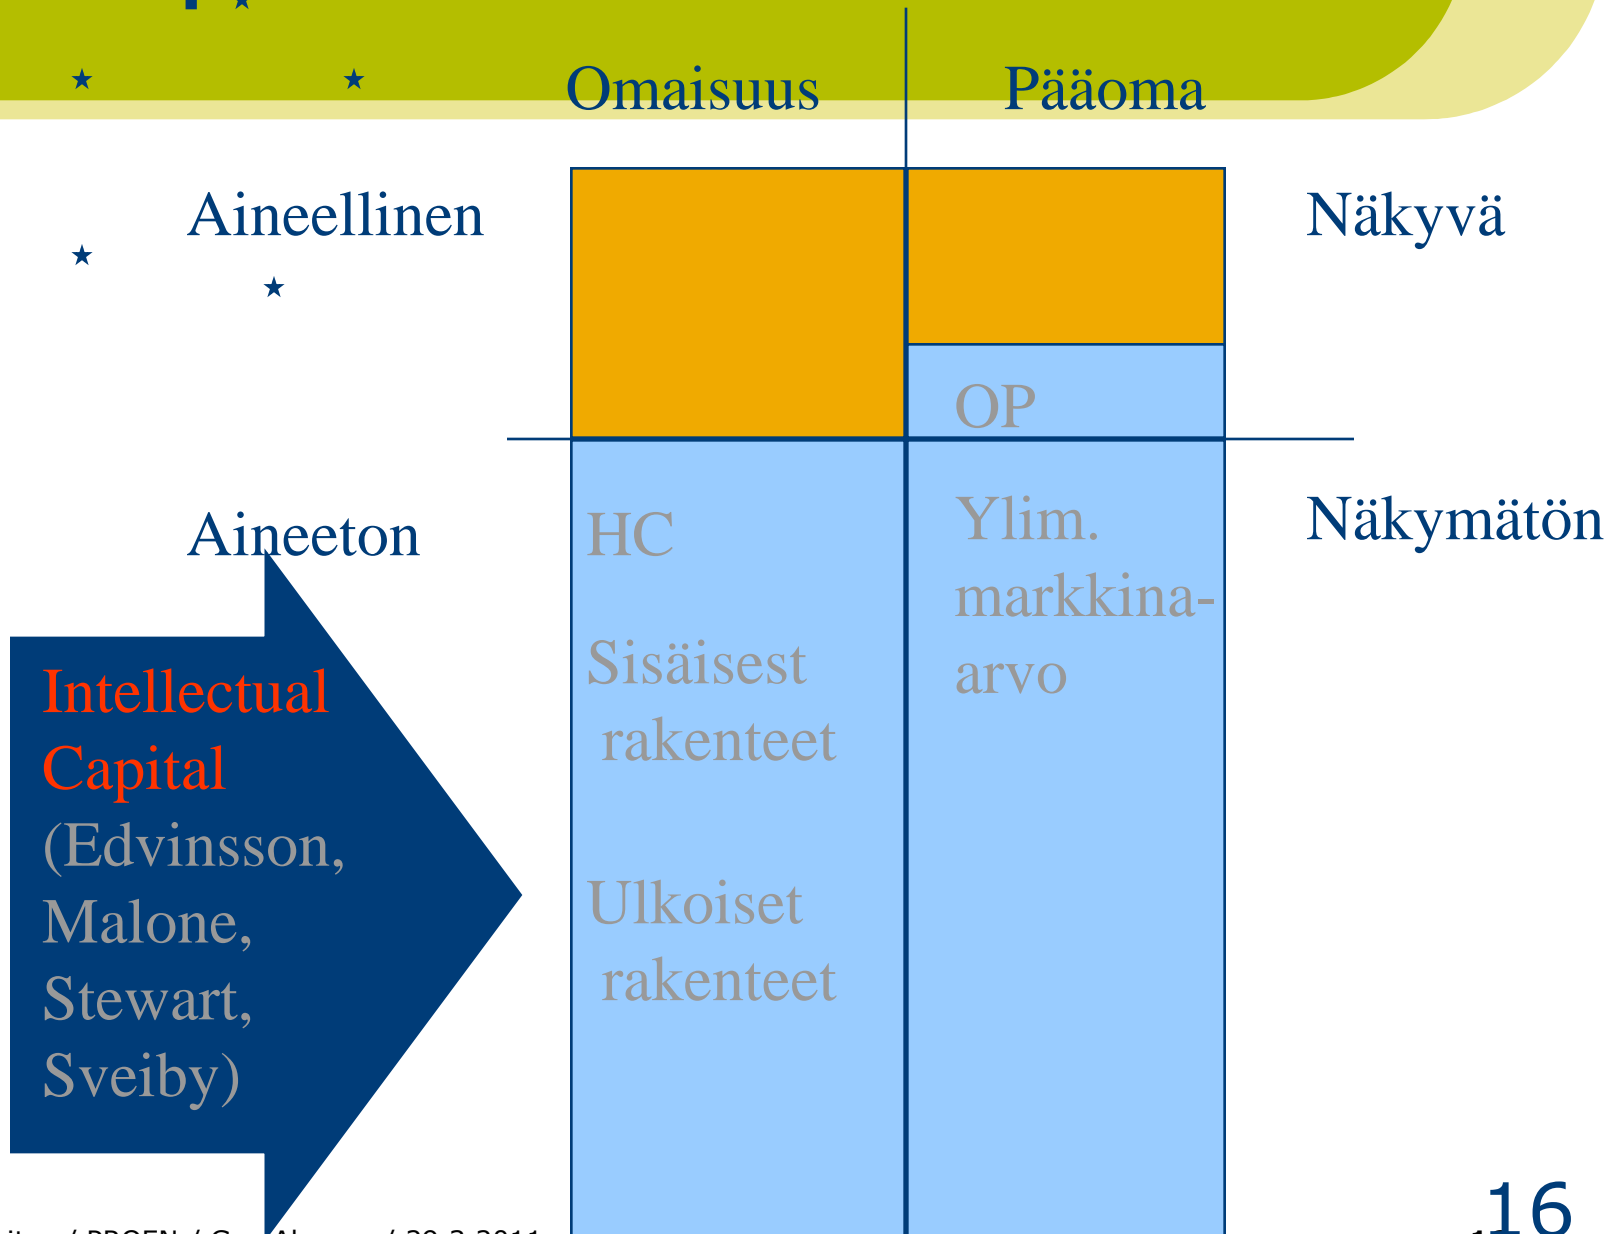 Omaisuus Pääoma
Aineellinen Näkyvä
OP
Aineeton Näkymätön
HC
Sisäisest
rakenteet
Ulkoiset
rakenteet
Ylim.
markkina-
arvo
Intellectual
Capital
(Edvinsson,
Malone,
Stewart,
Sveiby)
16